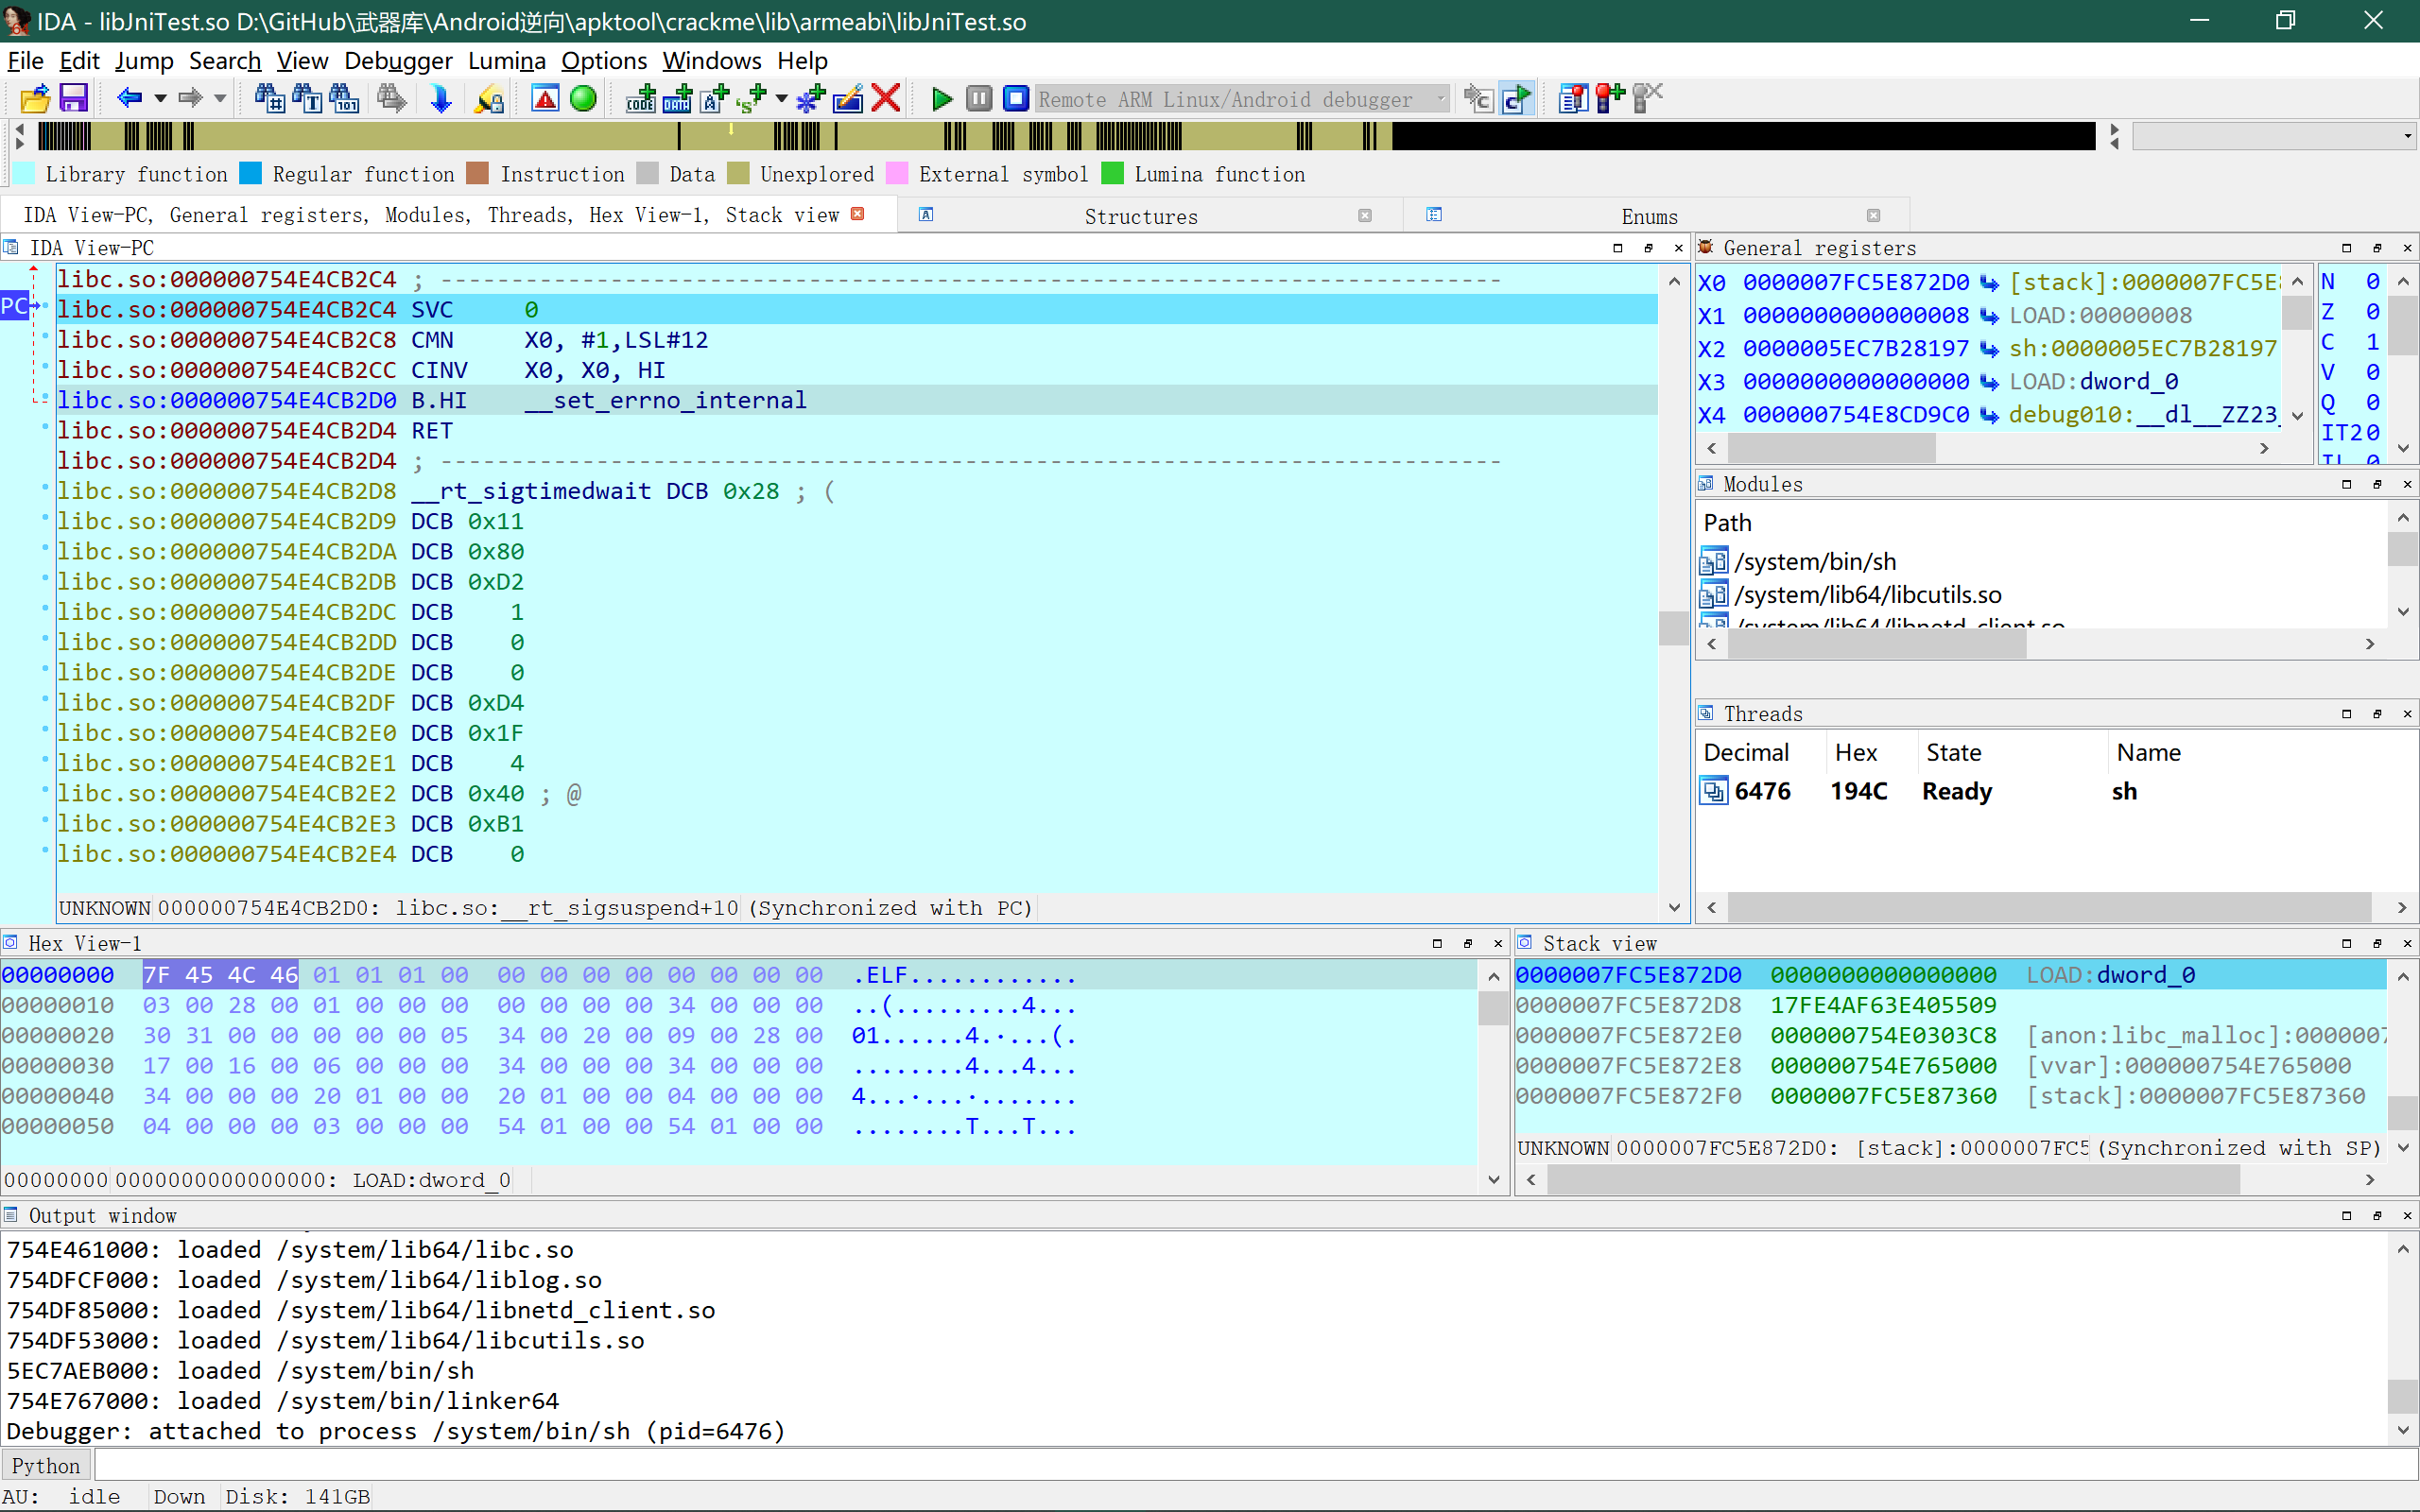 IDA - libJniTest.so D:\GitHub\武器库\Android逆向\apktool\crackme\lib\armeabi\libJniTest.so
File Edit Jump Search View Debugger Lumina Options Windows Help
Remote ARM Linux/Android debugger
Library function Regular function Instruction Data Unexplored External symbol Lumina function
IDA View-PC, General registers, Modules, Threads, Hex View-1, Stack view Structures Enums
IDA View-PC
PC
libc.so:000000754E4CB2C4 ; ---------------------------------------------------------------------------
libc.so:000000754E4CB2C4 SVC 0
libc.so:000000754E4CB2C8 CMN X0, #1,LSL#12
libc.so:000000754E4CB2CC CINV X0, X0, HI
libc.so:000000754E4CB2D0 B.HI __set_errno_internal
libc.so:000000754E4CB2D4 RET
libc.so:000000754E4CB2D4 ; ---------------------------------------------------------------------------
libc.so:000000754E4CB2D8 __rt_sigtimedwait DCB 0x28 ; (
libc.so:000000754E4CB2D9 DCB 0x11
libc.so:000000754E4CB2DA DCB 0x80
libc.so:000000754E4CB2DB DCB 0xD2
libc.so:000000754E4CB2DC DCB 1
libc.so:000000754E4CB2DD DCB 0
libc.so:000000754E4CB2DE DCB 0
libc.so:000000754E4CB2DF DCB 0xD4
libc.so:000000754E4CB2E0 DCB 0x1F
libc.so:000000754E4CB2E1 DCB 4
libc.so:000000754E4CB2E2 DCB 0x40 ; @
libc.so:000000754E4CB2E3 DCB 0xB1
libc.so:000000754E4CB2E4 DCB 0
UNKNOWN 000000754E4CB2D0: libc.so:__rt_sigsuspend+10 (Synchronized with PC)
General registers
X0 0000007FC5E872D0 [stack]:0000007FC5E
X1 0000000000000008 LOAD:00000008
X2 0000005EC7B28197 sh:0000005EC7B28197
X3 0000000000000000 LOAD:dword_0
X4 000000754E8CD9C0 debug010:__dl__ZZ23_
N 0
Z 0
C 1
V 0
Q 0
IT2 0
IL 0
Modules
Path
/system/bin/sh
/system/lib64/libcutils.so
/system/lib64/libnetd_client.so
Threads
Decimal Hex State Name
6476 194C Ready sh
Hex View-1
00000000 7F 45 4C 46 01 01 01 00 00 00 00 00 00 00 00 00 .ELF............
00000010 03 00 28 00 01 00 00 00 00 00 00 00 34 00 00 00 ..(.........4...
00000020 30 31 00 00 00 00 00 05 34 00 20 00 09 00 28 00 01......4.·...(.
00000030 17 00 16 00 06 00 00 00 34 00 00 00 34 00 00 00 ........4...4...
00000040 34 00 00 00 20 01 00 00 20 01 00 00 04 00 00 00 4...·...·.......
00000050 04 00 00 00 03 00 00 00 54 01 00 00 54 01 00 00 ........T...T...
00000000 0000000000000000: LOAD:dword_0
Stack view
0000007FC5E872D0 0000000000000000 LOAD:dword_0
0000007FC5E872D8 17FE4AF63E405509
0000007FC5E872E0 000000754E0303C8 [anon:libc_malloc]:0000007
0000007FC5E872E8 000000754E765000 [vvar]:000000754E765000
0000007FC5E872F0 0000007FC5E87360 [stack]:0000007FC5E87360
UNKNOWN 0000007FC5E872D0: [stack]:0000007FC5 (Synchronized with SP)
Output window
754E461000: loaded /system/lib64/libc.so
754DFCF000: loaded /system/lib64/liblog.so
754DF85000: loaded /system/lib64/libnetd_client.so
754DF53000: loaded /system/lib64/libcutils.so
5EC7AEB000: loaded /system/bin/sh
754E767000: loaded /system/bin/linker64
Debugger: attached to process /system/bin/sh (pid=6476)
Python
AU: idle Down Disk: 141GB